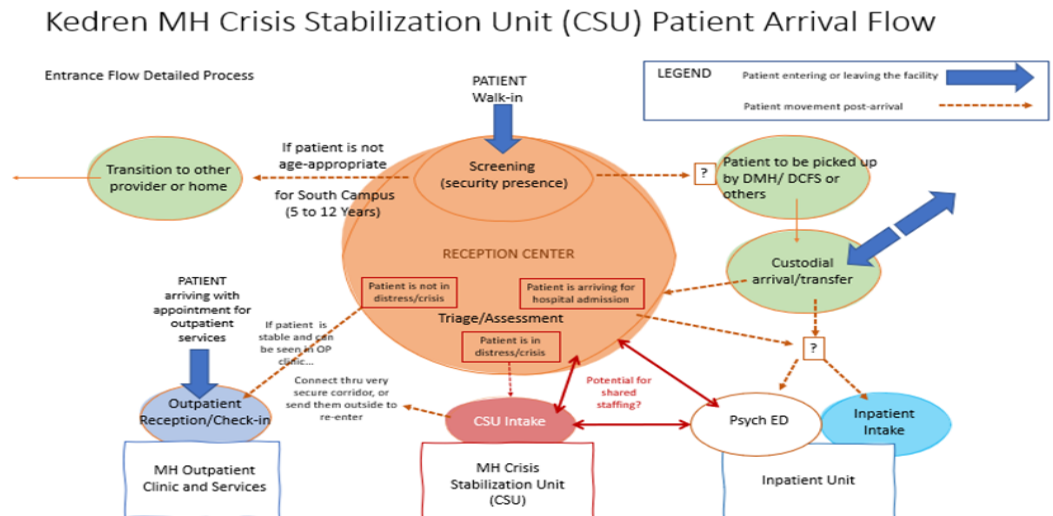 Kedren MH Crisis Stabilization Unit (CSU) Patient Arrival Flow
Entrance Flow Detailed Process
LEGEND
Patient entering or leaving the facility
Patient movement post-arrival
PATIENT
Walk-in
Screening
(security presence)
If patient is not
age-appropriate
for South Campus
(5 to 12 Years)
Transition to other
provider or home
?
Patient to be picked up
by DMH/ DCFS or
others
Custodial
arrival/transfer
RECEPTION CENTER
Patient is not in
distress/crisis
Patient is arriving for
hospital admission
Triage/Assessment
Patient is in
distress/crisis
PATIENT
arriving with
appointment for
outpatient
services
If patient is
stable and can
be seen in OP
clinic...
Connect thru very
secure corridor, or
send them outside to
re-enter
Potential for
shared
staffing?
?
Outpatient
Reception/Check-in
CSU Intake
Psych ED
Inpatient
Intake
MH Outpatient
Clinic and Services
MH Crisis
Stabilization Unit
(CSU)
Inpatient Unit